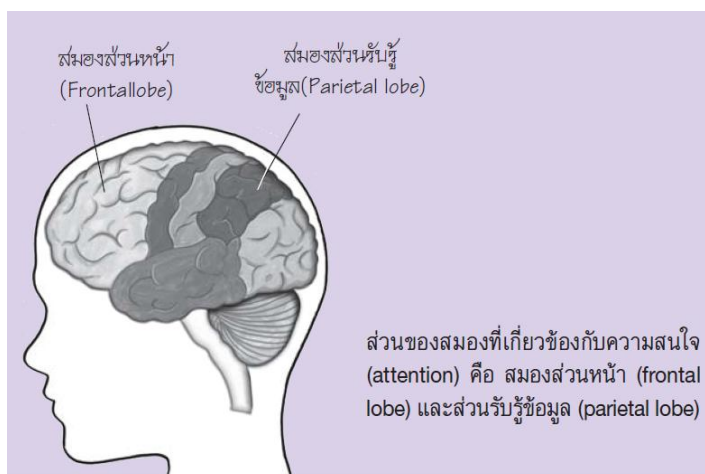 สมองส่วนหน้า
(Frontallobe)
สมองส่วนรับรู้
ข้อมูล(Parietal lobe)
ส่วนของสมองที่เกี่ยวข้องกับความสนใจ
(attention) คือ สมองส่วนหน้า (frontal
lobe) และส่วนรับรู้ข้อมูล (parietal lobe)